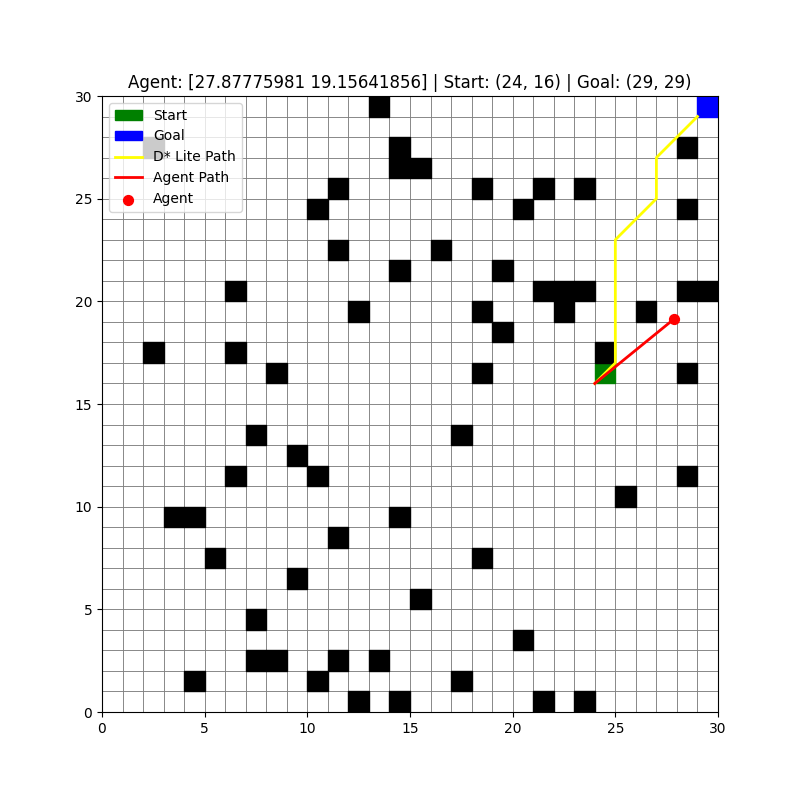 Agent: [27.87775981 19.15641856] | Start: (24, 16) | Goal: (29, 29)
Start
Goal
D* Lite Path
Agent Path
Agent
30
25
20
15
10
5
0
0 5 10 15 20 25 30